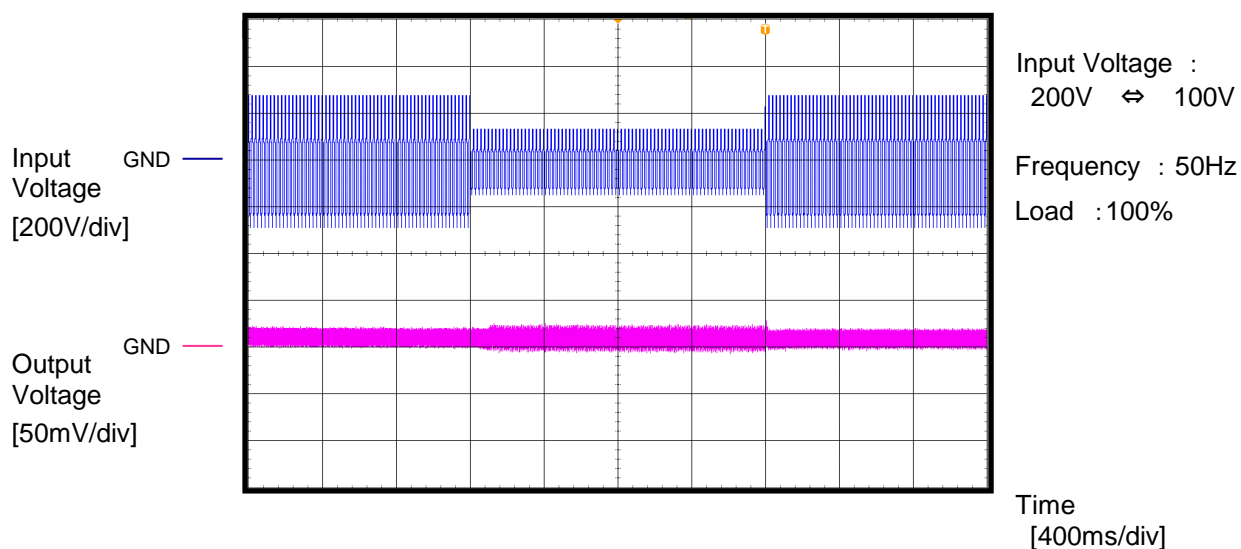 Input Voltage :
200V ⇔ 100V
Input
Voltage
[200V/div]
GND
Frequency : 50Hz
Load :100%
GND
Output
Voltage
[50mV/div]
T
Time
[400ms/div]